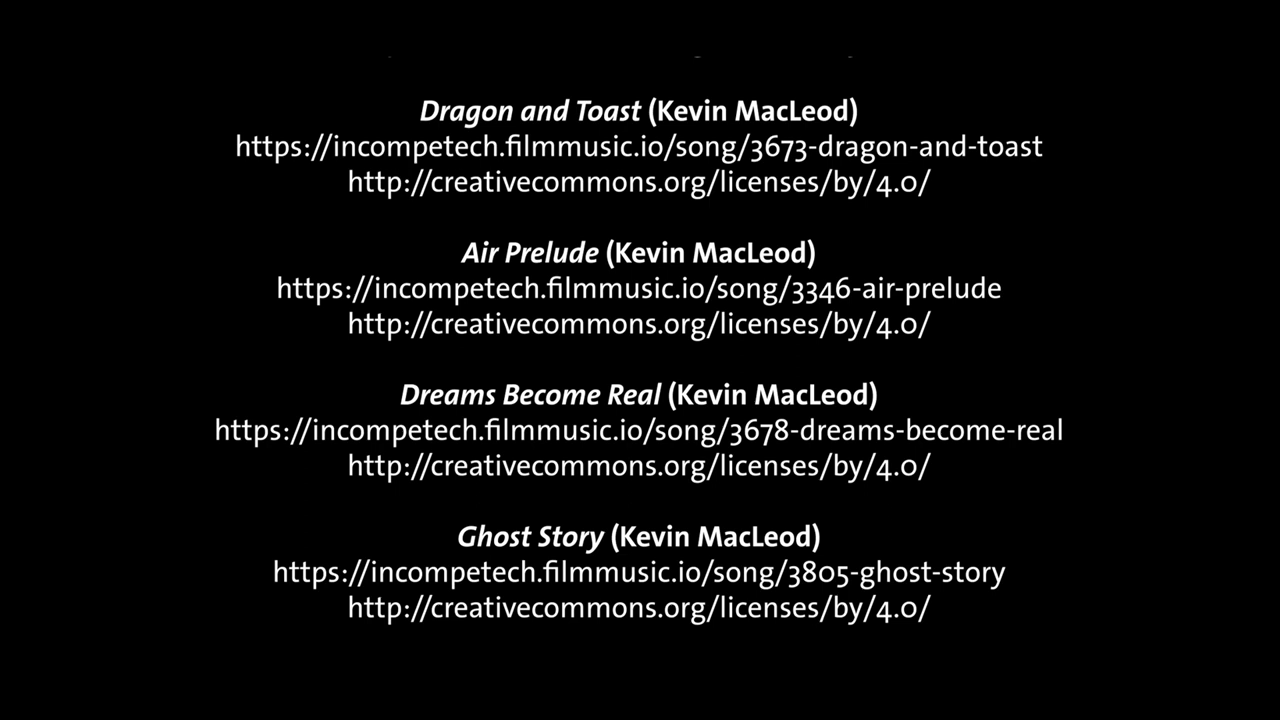 Dragon and Toast (Kevin MacLeod)
https://incompetech.filmmusic.io/song/3673-dragon-and-toast
http://creativecommons.org/licenses/by/4.0/
Air Prelude (Kevin MacLeod)
https://incompetech.filmmusic.io/song/3346-air-prelude
http://creativecommons.org/licenses/by/4.0/
Dreams Become Real (Kevin MacLeod)
https://incompetech.filmmusic.io/song/3678-dreams-become-real
http://creativecommons.org/licenses/by/4.0/
Ghost Story (Kevin MacLeod)
https://incompetech.filmmusic.io/song/3805-ghost-story
http://creativecommons.org/licenses/by/4.0/